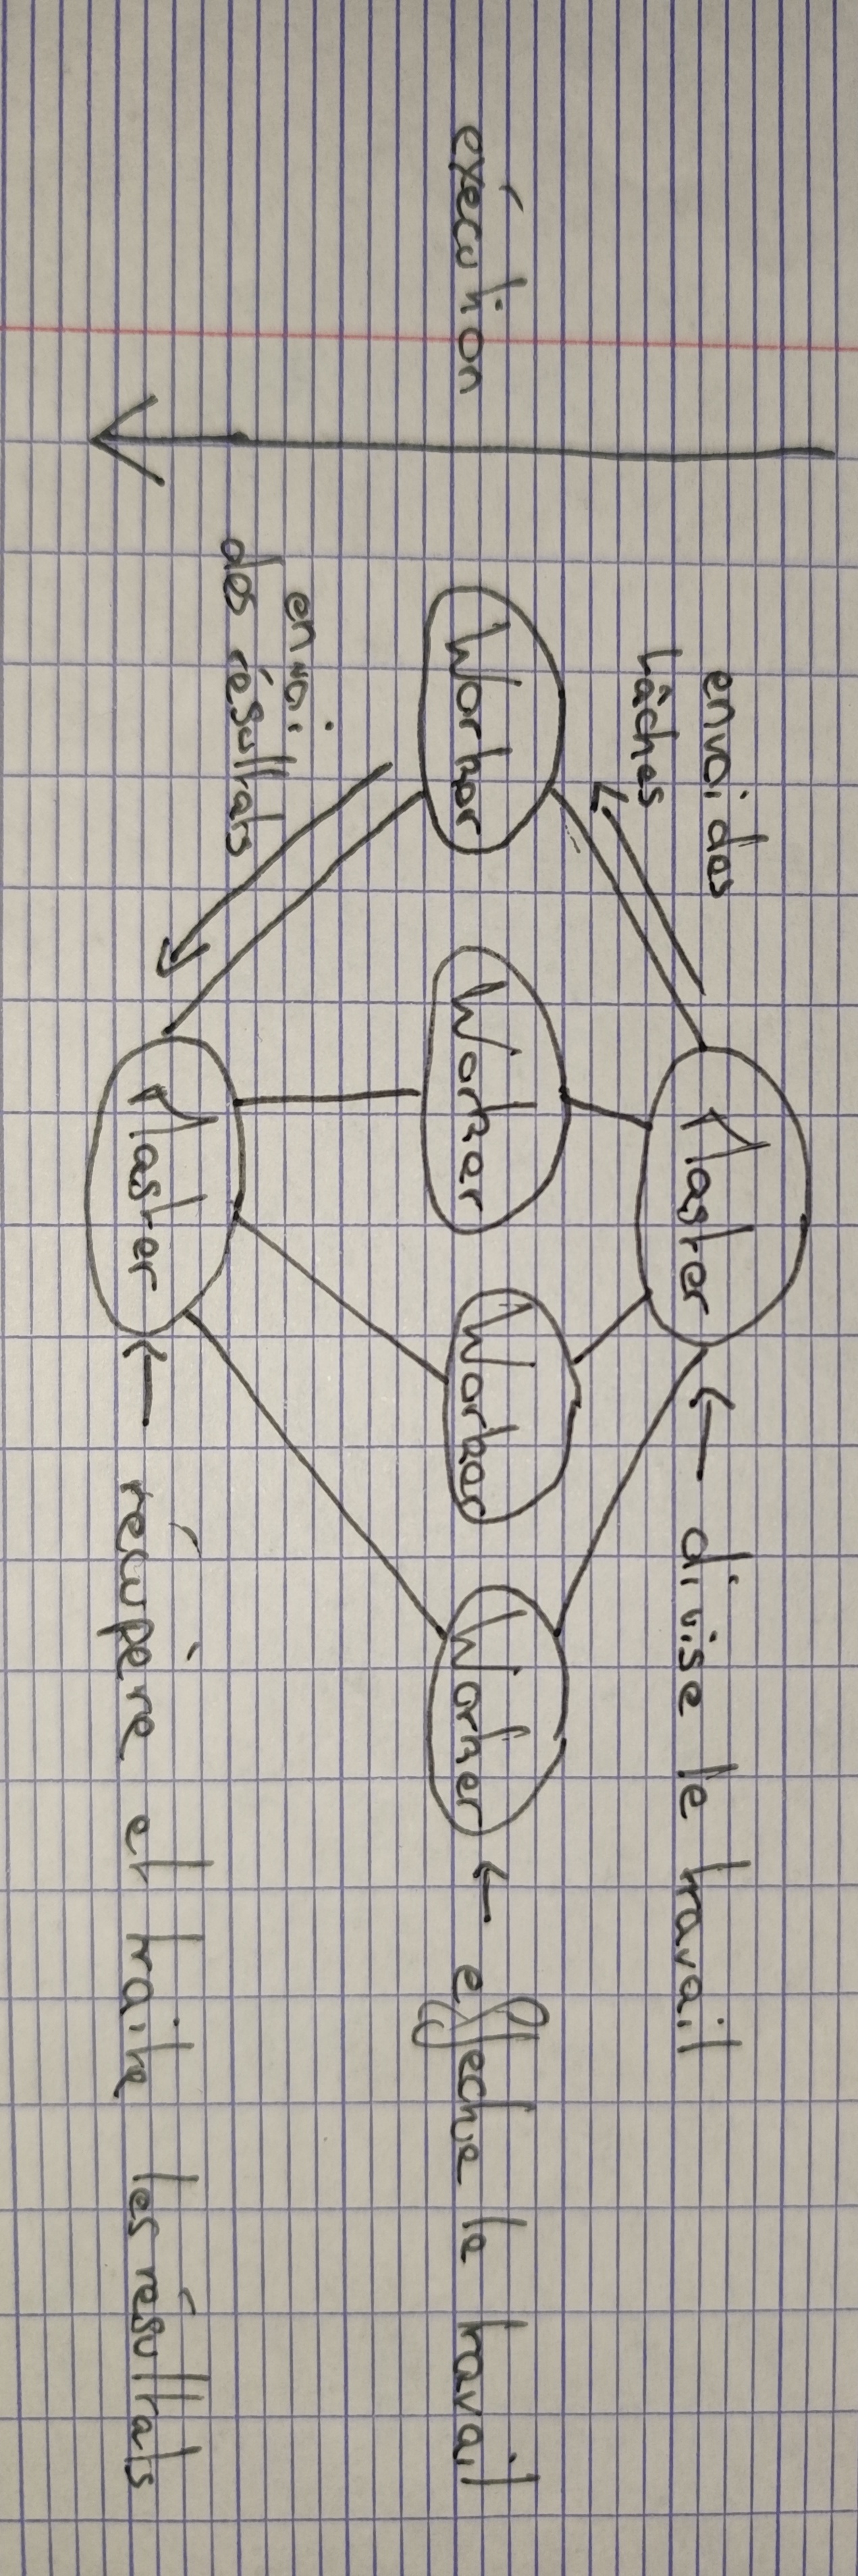 envoi des
tâches
Master
← divise le travail
exécution
Worker
Worker
Worker
Worker
← effectue le travail
envoi
des résultats
Master
← récupère et traite les résultats